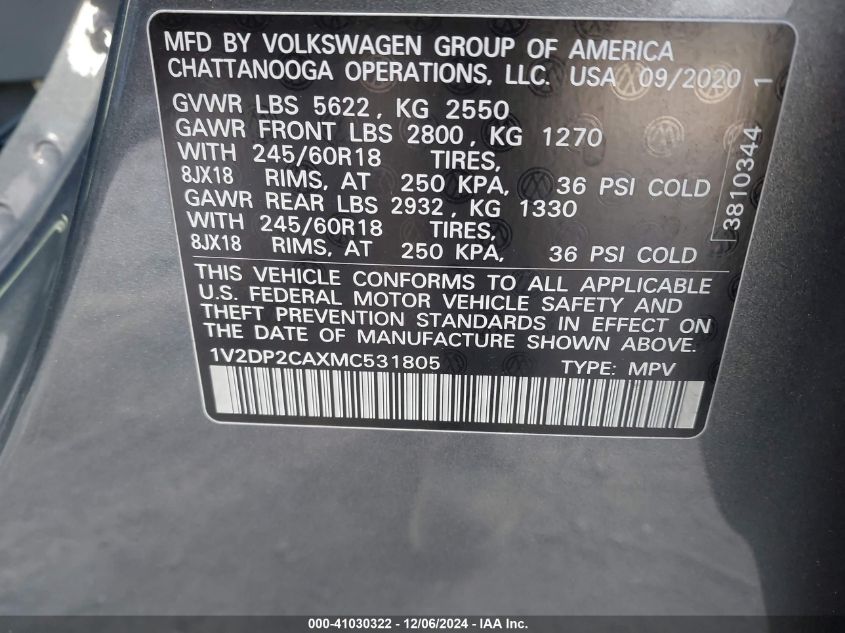 MFD BY VOLKSWAGEN GROUP OF AMERICA
CHATTANOOGA OPERATIONS, LLC. USA 09/2020 1
GVWR LBS 5622, KG 2550
GAWR FRONT LBS 2800, KG 1270
WITH 245/60R18 TIRES,
8JX18 RIMS, AT 250 KPA, 36 PSI COLD
GAWR REAR LBS 2932, KG 1330
WITH 245/60R18 TIRES,
8JX18 RIMS, AT 250 KPA, 36 PSI COLD
3810344
THIS VEHICLE CONFORMS TO ALL APPLICABLE
U.S. FEDERAL MOTOR VEHICLE SAFETY AND
THEFT PREVENTION STANDARDS IN EFFECT ON
THE DATE OF MANUFACTURE SHOWN ABOVE.
1V2DP2CAXMC531805 TYPE: MPV
000-41030322 - 12/06/2024 - IAA Inc.